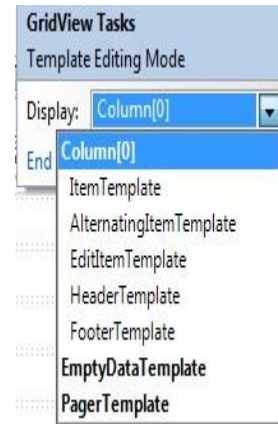 GridView Tasks
Template Editing Mode
Display: Column[0]
End
Column[0]
ItemTemplate
AlternatingItemTemplate
EditItemTemplate
HeaderTemplate
FooterTemplate
EmptyDataTemplate
PagerTemplate